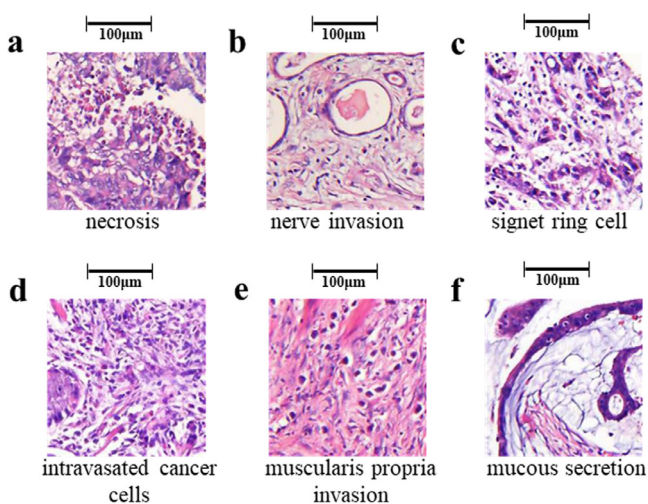 100μm
100μm
100μm
a
b
c
necrosis
nerve invasion
signet ring cell
100μm
100μm
100μm
d
e
f
intravasated cancer
cells
muscularis propria
invasion
mucous secretion